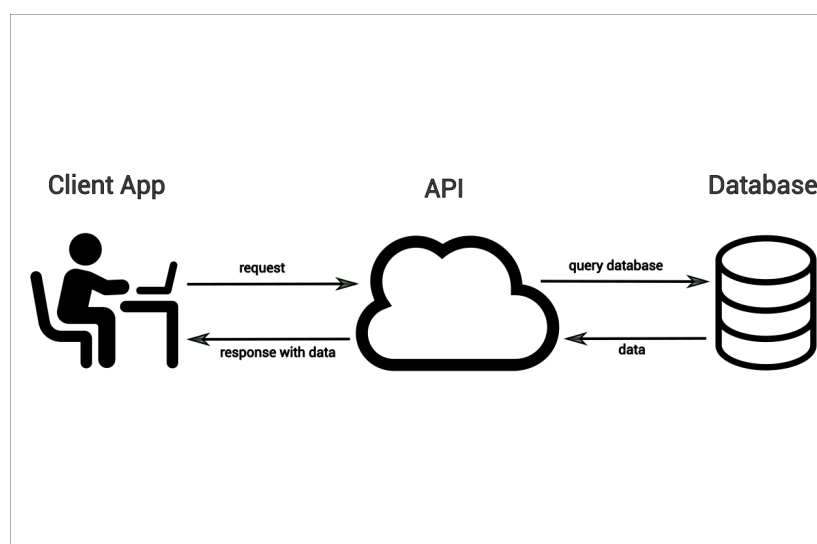 Client App
API
Database
request
query database
response with data
data